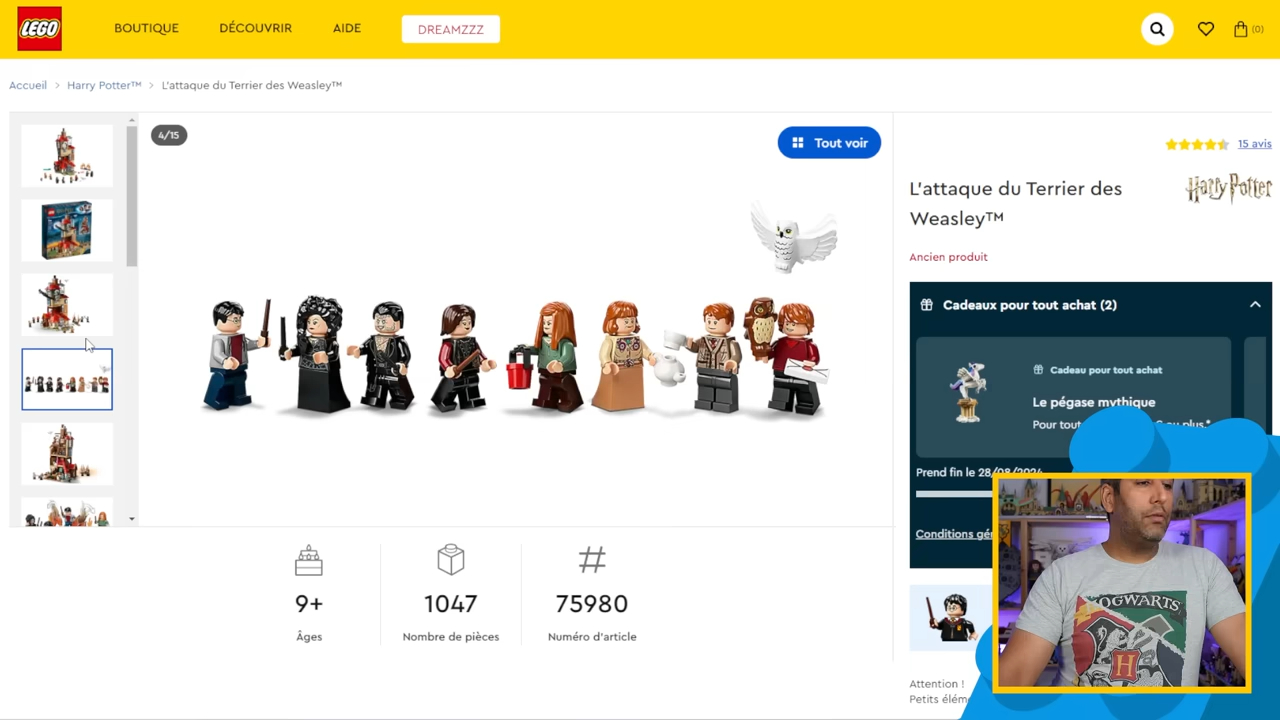 LEGO
BOUTIQUE
DÉCOUVRIR
AIDE
DREAMZZZ
(0)
Accueil > Harry Potter™ > L'attaque du Terrier des Weasley™
4/15
Tout voir
15 avis
L'attaque du Terrier des
Weasley™
Harry Potter
Ancien produit
Cadeaux pour tout achat (2)
Cadeau pour tout achat
Le pégase mythique
Pour tout
ou plus.*
Prend fin le 28/08/2024
Conditions gé
9+
1047
75980
Âges
Nombre de pièces
Numéro d'article
HOGWARTS
H
Attention !
Petits élém